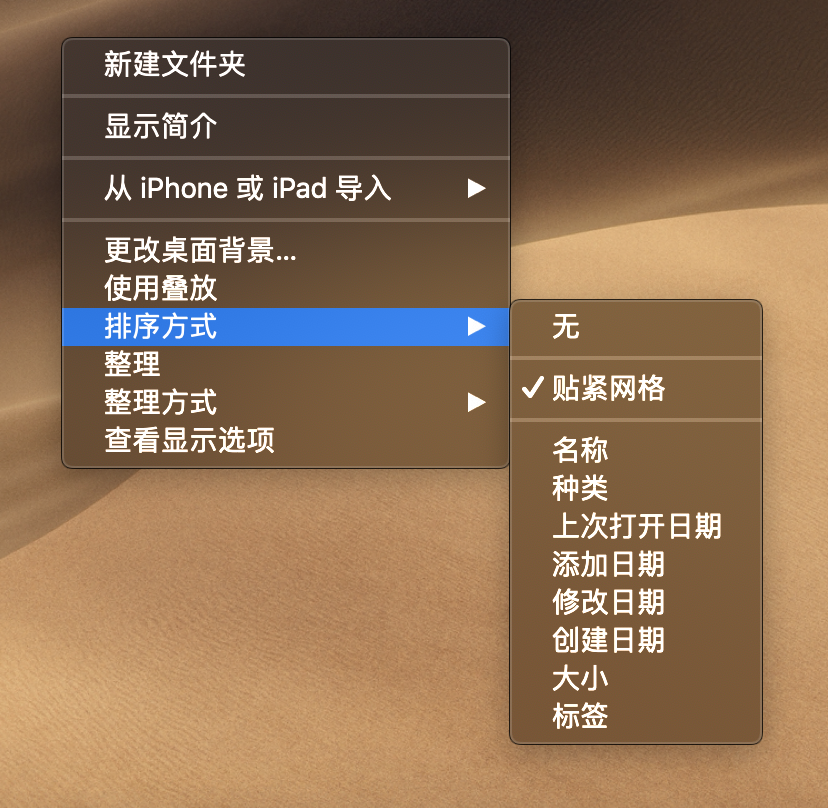 新建文件夹
显示简介
从 iPhone 或 iPad 导入
更改桌面背景...
使用叠放
排序方式
整理
整理方式
查看显示选项
无
贴紧网格
名称
种类
上次打开日期
添加日期
修改日期
创建日期
大小
标签